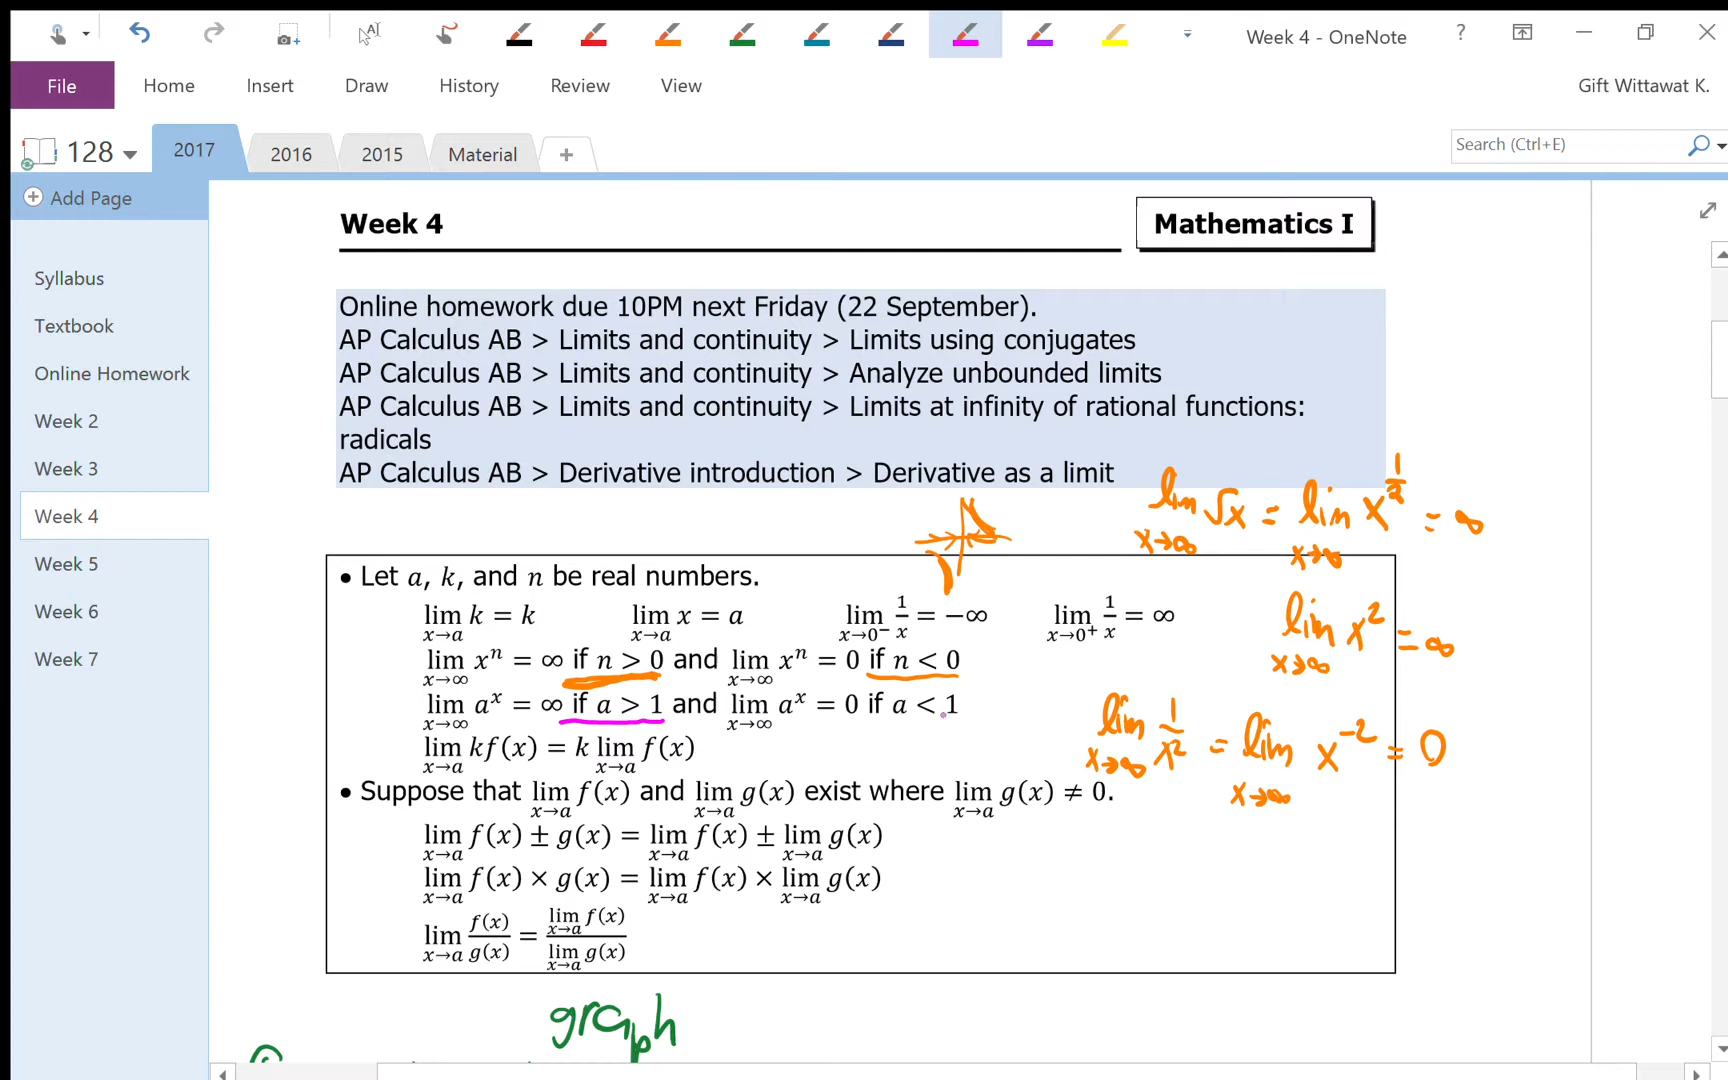 Week 4 - OneNote
?
File Home Insert Draw History Review View
Gift Wittawat K.
128 2017 2016 2015 Material +
Search (Ctrl+E)
Add Page
Syllabus
Textbook
Online Homework
Week 2
Week 3
Week 4
Week 5
Week 6
Week 7
Week 4
Mathematics I
Online homework due 10PM next Friday (22 September).
AP Calculus AB > Limits and continuity > Limits using conjugates
AP Calculus AB > Limits and continuity > Analyze unbounded limits
AP Calculus AB > Limits and continuity > Limits at infinity of rational functions:
radicals
AP Calculus AB > Derivative introduction > Derivative as a limit
lim x→∞ √x = lim x→∞ x^{1/2} = ∞
• Let a, k, and n be real numbers.
lim x→a k = k lim x→a x = a lim x→0⁻ 1/x = −∞ lim x→0⁺ 1/x = ∞
lim x→∞ x² = ∞
lim x→∞ xⁿ = ∞ if n > 0 and lim x→∞ xⁿ = 0 if n < 0
lim x→∞ aˣ = ∞ if a > 1 and lim x→∞ aˣ = 0 if a < 1
lim x→∞ 1/x² = lim x→∞ x⁻² = 0
lim x→a kf(x) = k lim x→a f(x)
• Suppose that lim x→a f(x) and lim x→a g(x) exist where lim x→a g(x) ≠ 0.
lim x→a f(x) ± g(x) = lim x→a f(x) ± lim x→a g(x)
lim x→a f(x) × g(x) = lim x→a f(x) × lim x→a g(x)
lim x→a f(x)/g(x) = lim x→a f(x) / lim x→a g(x)
graph